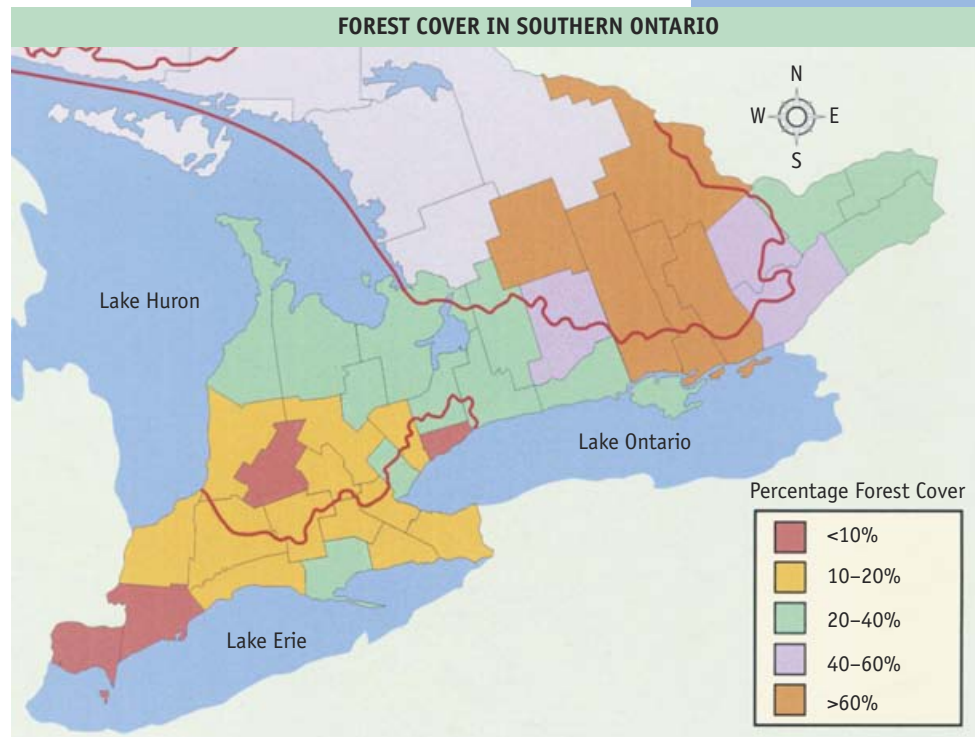 FOREST COVER IN SOUTHERN ONTARIO
N
W E
S
Lake Huron
Lake Ontario
Lake Erie
Percentage Forest Cover
<10%
10–20%
20–40%
40–60%
>60%